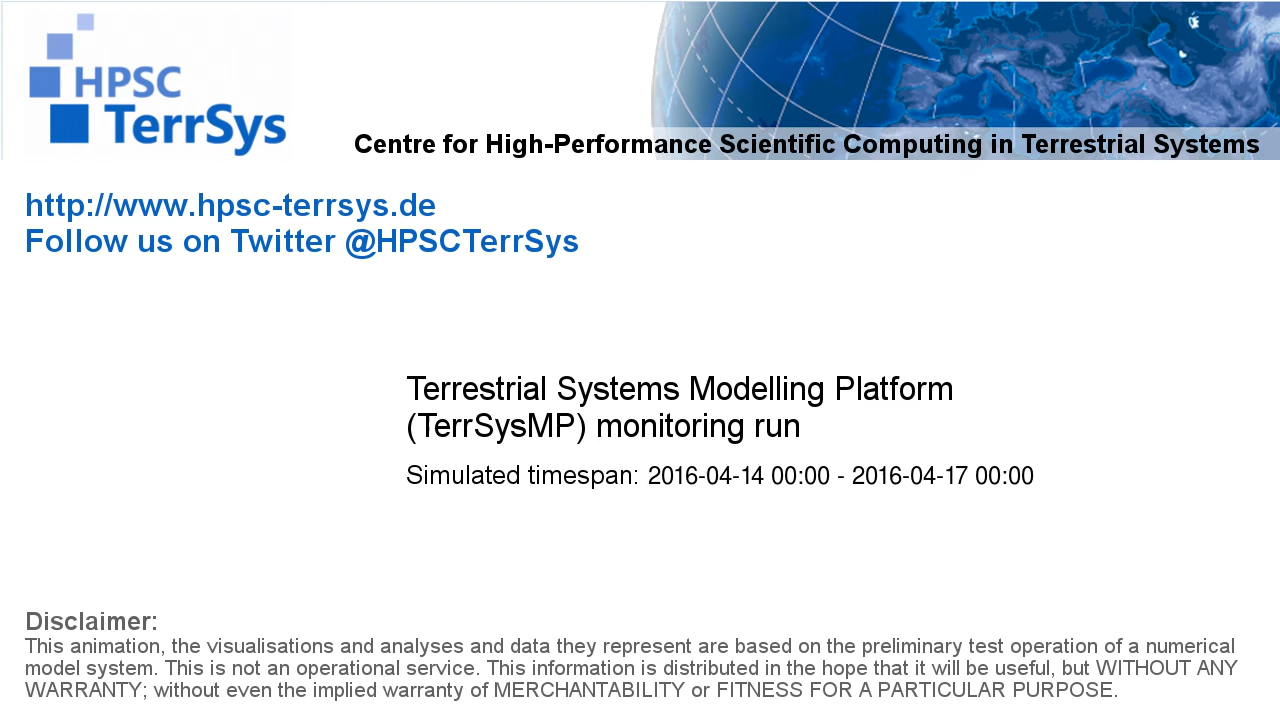 HPSC
TerrSys
Centre for High-Performance Scientific Computing in Terrestrial Systems
http://www.hpsc-terrsys.de
Follow us on Twitter @HPSCTerrSys
Terrestrial Systems Modelling Platform
(TerrSysMP) monitoring run
Simulated timespan: 2016-04-14 00:00 - 2016-04-17 00:00
Disclaimer:
This animation, the visualisations and analyses and data they represent are based on the preliminary test operation of a numerical
model system. This is not an operational service. This information is distributed in the hope that it will be useful, but WITHOUT ANY
WARRANTY; without even the implied warranty of MERCHANTABILITY or FITNESS FOR A PARTICULAR PURPOSE.